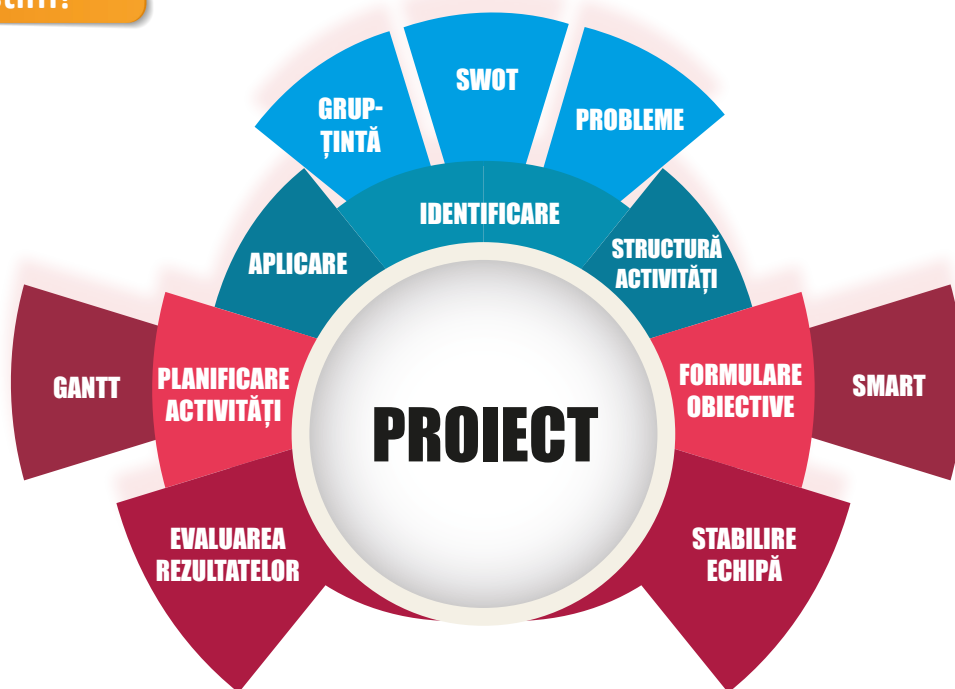 SWOT
GRUP-
ȚINTĂ
PROBLEME
IDENTIFICARE
APLICARE
STRUCTURĂ
ACTIVITĂȚI
GANTT
PLANIFICARE
ACTIVITĂȚI
PROIECT
FORMULARE
OBIECTIVE
SMART
EVALUAREA
REZULTATELOR
STABILIRE
ECHIPĂ